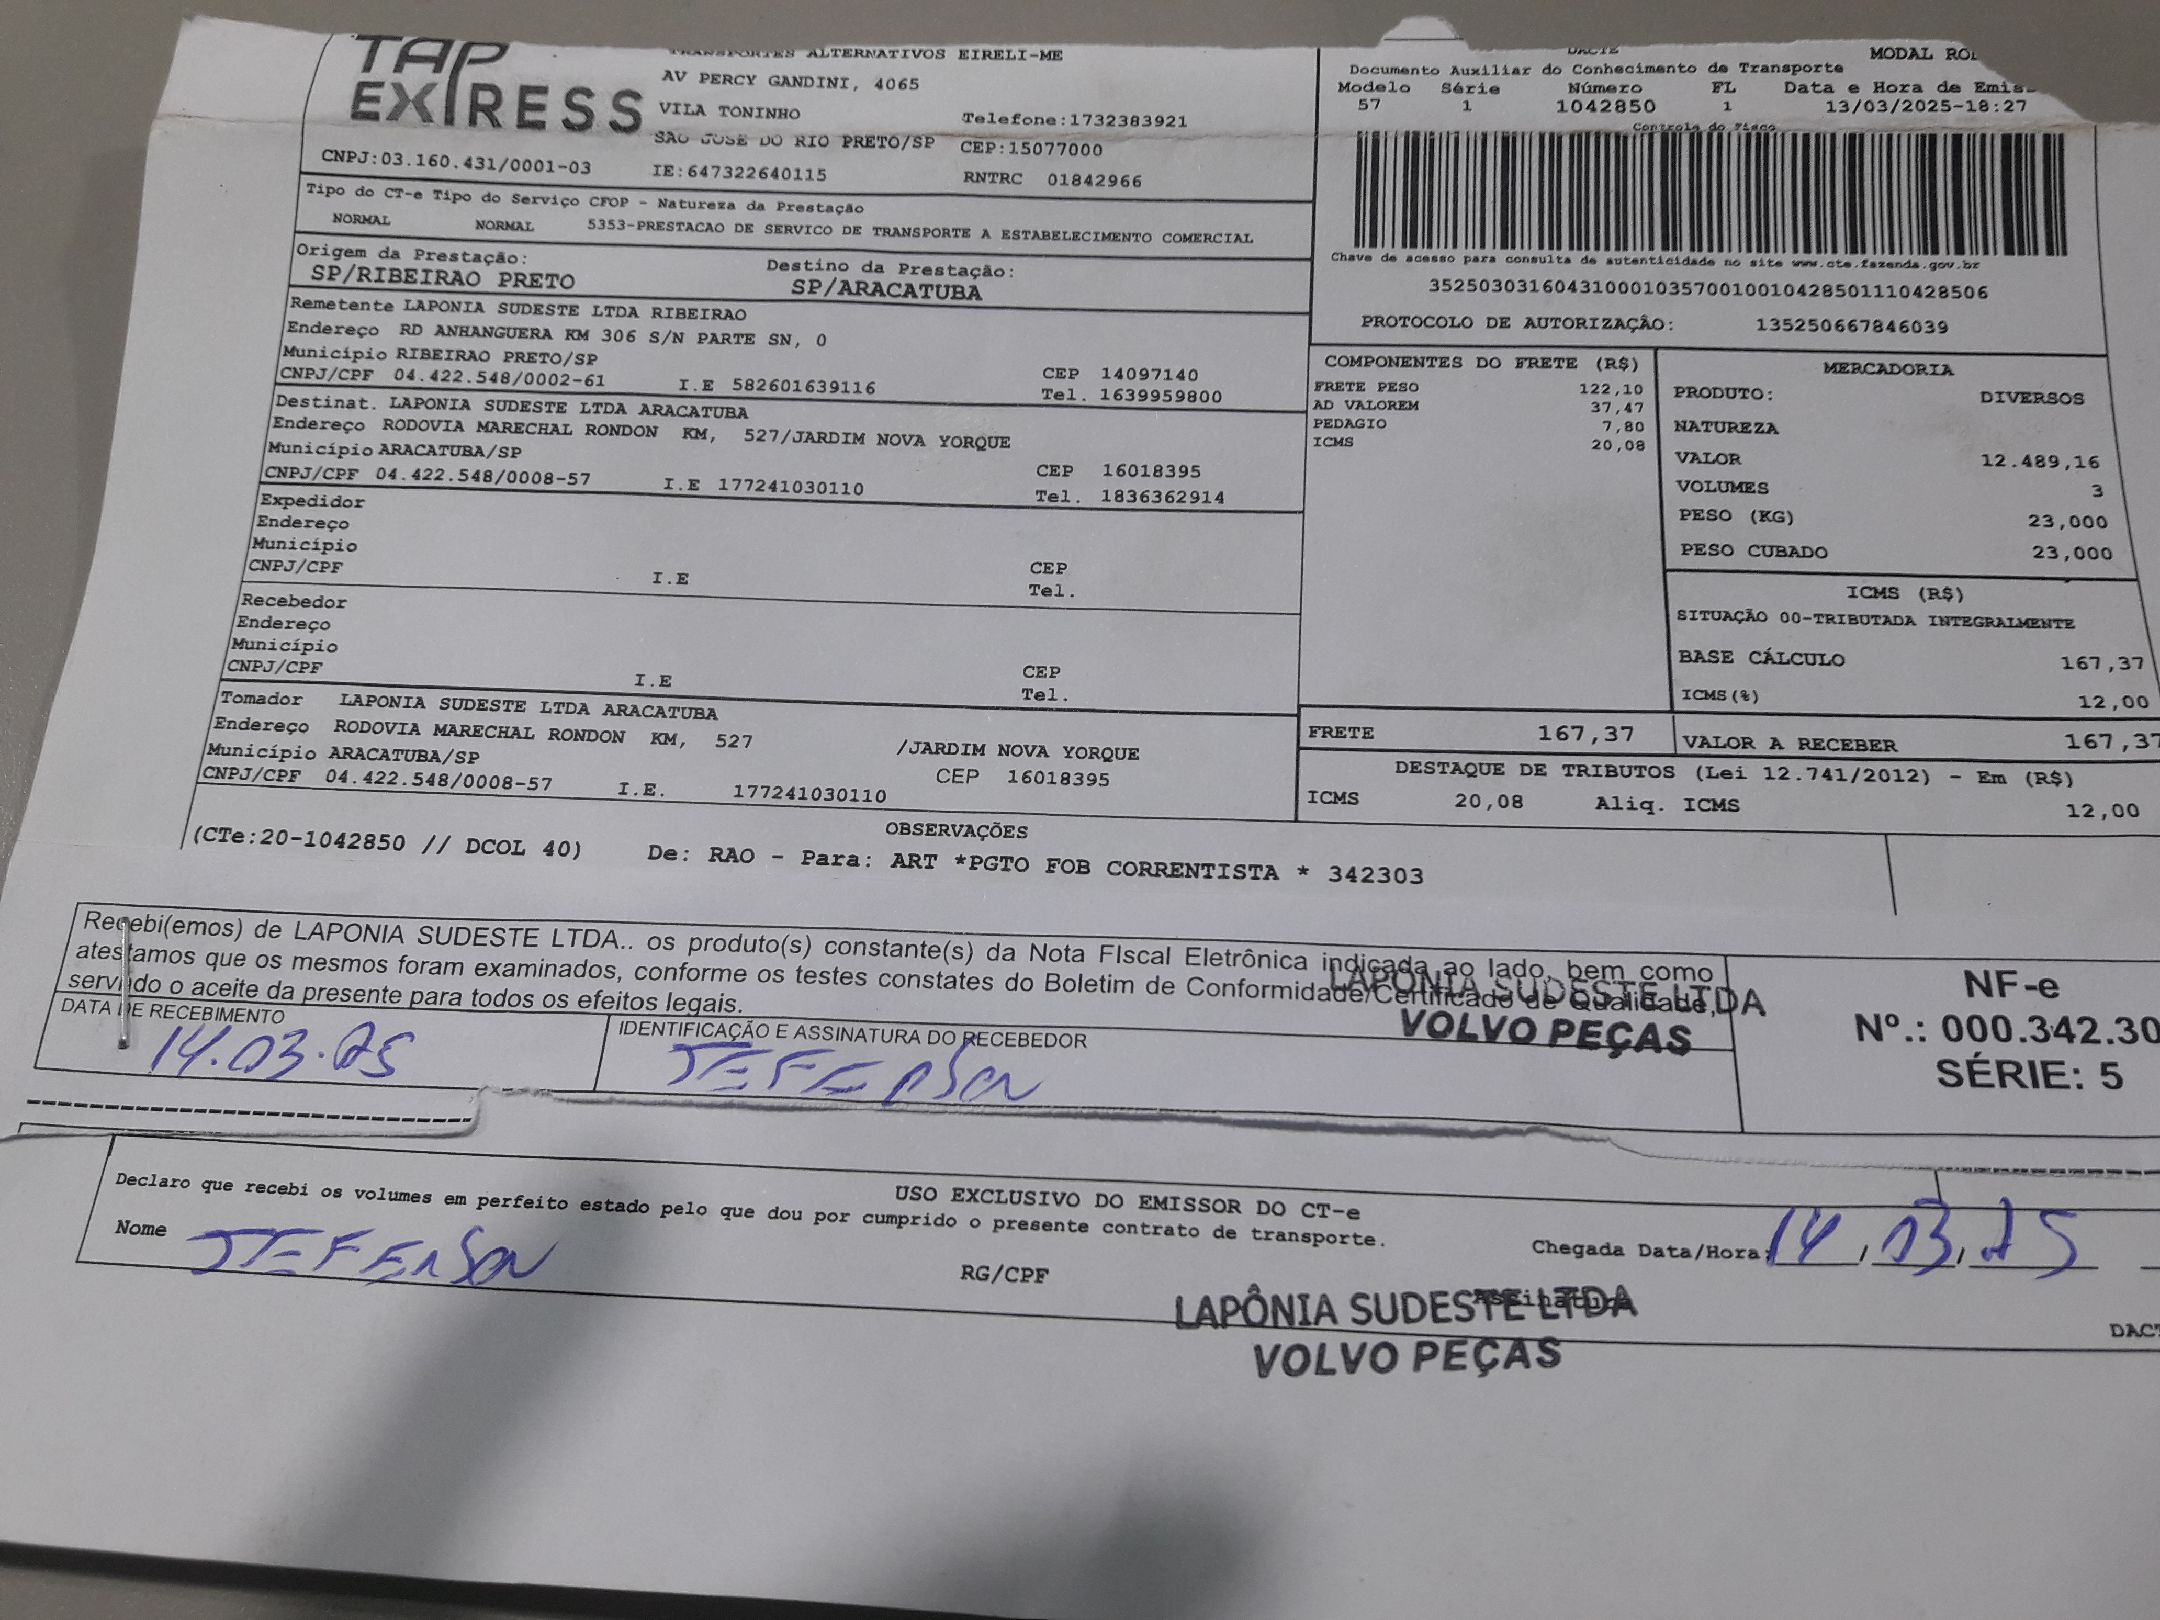 TAP EXPRESS
TRANSPORTES ALTERNATIVOS EIRELI-ME
AV PERCY GANDINI, 4065
VILA TONINHO Telefone:1732383921
SAO JOSE DO RIO PRETO/SP CEP:15077000
CNPJ:03.160.431/0001-03 IE:647322640115 RNTRC 01842966
DACTE MODAL
Documento Auxiliar do Conhecimento de Transporte
Modelo Série Número FL Data e Hora de
57 1 1042850 1 13/03/2025-18:27
Controle do Fisco
Chave de acesso para consulta de autenticidade no site www.cte.fazenda.gov.br
35250303160431000103570010010428501110428506
PROTOCOLO DE AUTORIZAÇÂO: 135250667846039
Tipo do CT-e Tipo do Serviço CFOP - Natureza da Prestação
NORMAL NORMAL 5353-PRESTACAO DE SERVICO DE TRANSPORTE A ESTABELECIMENTO COMERCIAL
Origem da Prestação: Destino da Prestação:
SP/RIBEIRAO PRETO SP/ARACATUBA
Remetente LAPONIA SUDESTE LTDA RIBEIRAO
Endereço RD ANHANGUERA KM 306 S/N PARTE SN, 0
Município RIBEIRAO PRETO/SP CEP 14097140
CNPJ/CPF 04.422.548/0002-61 I.E 582601639116 Tel. 1639959800
Destinat. LAPONIA SUDESTE LTDA ARACATUBA
Endereço RODOVIA MARECHAL RONDON KM, 527/JARDIM NOVA YORQUE
Município ARACATUBA/SP CEP 16018395
CNPJ/CPF 04.422.548/0008-57 I.E 177241030110 Tel. 1836362914
Expedidor
Endereço
Município CEP
CNPJ/CPF I.E Tel.
Recebedor
Endereço
Município CEP
CNPJ/CPF I.E Tel.
Tomador LAPONIA SUDESTE LTDA ARACATUBA
Endereço RODOVIA MARECHAL RONDON KM, 527 /JARDIM NOVA YORQUE
Município ARACATUBA/SP CEP 16018395
CNPJ/CPF 04.422.548/0008-57 I.E. 177241030110
COMPONENTES DO FRETE (R$)
FRETE PESO 122,10
AD VALOREM 37,47
PEDAGIO 7,80
ICMS 20,08
MERCADORIA
PRODUTO: DIVERSOS
NATUREZA
VALOR 12.489,16
VOLUMES 3
PESO (KG) 23,000
PESO CUBADO 23,000
ICMS (R$)
SITUAÇÃO 00-TRIBUTADA INTEGRALMENTE
BASE CÁLCULO 167,37
ICMS(%) 12,00
FRETE 167,37 VALOR A RECEBER 167,37
DESTAQUE DE TRIBUTOS (Lei 12.741/2012) - Em (R$)
ICMS 20,08 Aliq. ICMS 12,00
OBSERVAÇÕES
(CTe:20-1042850 // DCOL 40) De: RAO - Para: ART *PGTO FOB CORRENTISTA * 342303
Recebi(emos) de LAPONIA SUDESTE LTDA.. os produto(s) constante(s) da Nota FIscal Eletrônica indicada ao lado, bem como
atestamos que os mesmos foram examinados, conforme os testes constates do Boletim de Conformidade/Certificado de Qualidade,
servindo o aceite da presente para todos os efeitos legais.
LAPÔNIA SUDESTE LTDA
VOLVO PEÇAS
DATA DE RECEBIMENTO IDENTIFICAÇÃO E ASSINATURA DO RECEBEDOR
14.03.25 JEFERSON
NF-e
Nº.: 000.342.30
SÉRIE: 5
USO EXCLUSIVO DO EMISSOR DO CT-e
Declaro que recebi os volumes em perfeito estado pelo que dou por cumprido o presente contrato de transporte.
Nome JEFERSON RG/CPF Chegada Data/Hora: 14/03/25
Assinatura
LAPÔNIA SUDESTE LTDA
VOLVO PEÇAS
DACT